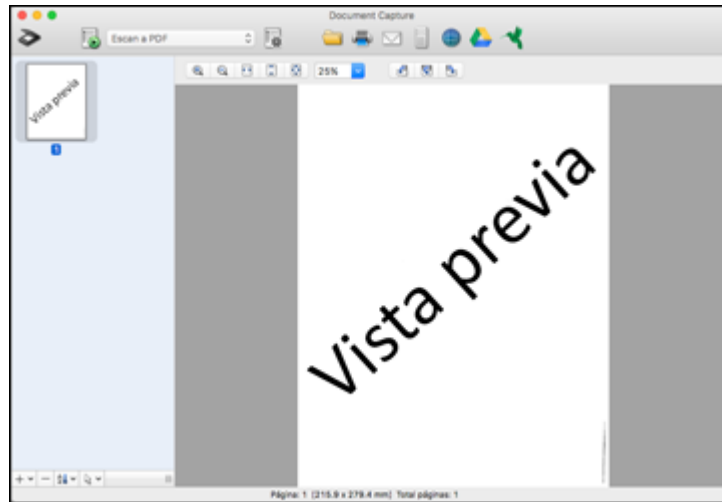 Document Capture
Escan a PDF
25%
Vista previa
1
Vista previa
Página: 1 (215.9 x 279.4 mm) Total páginas: 1